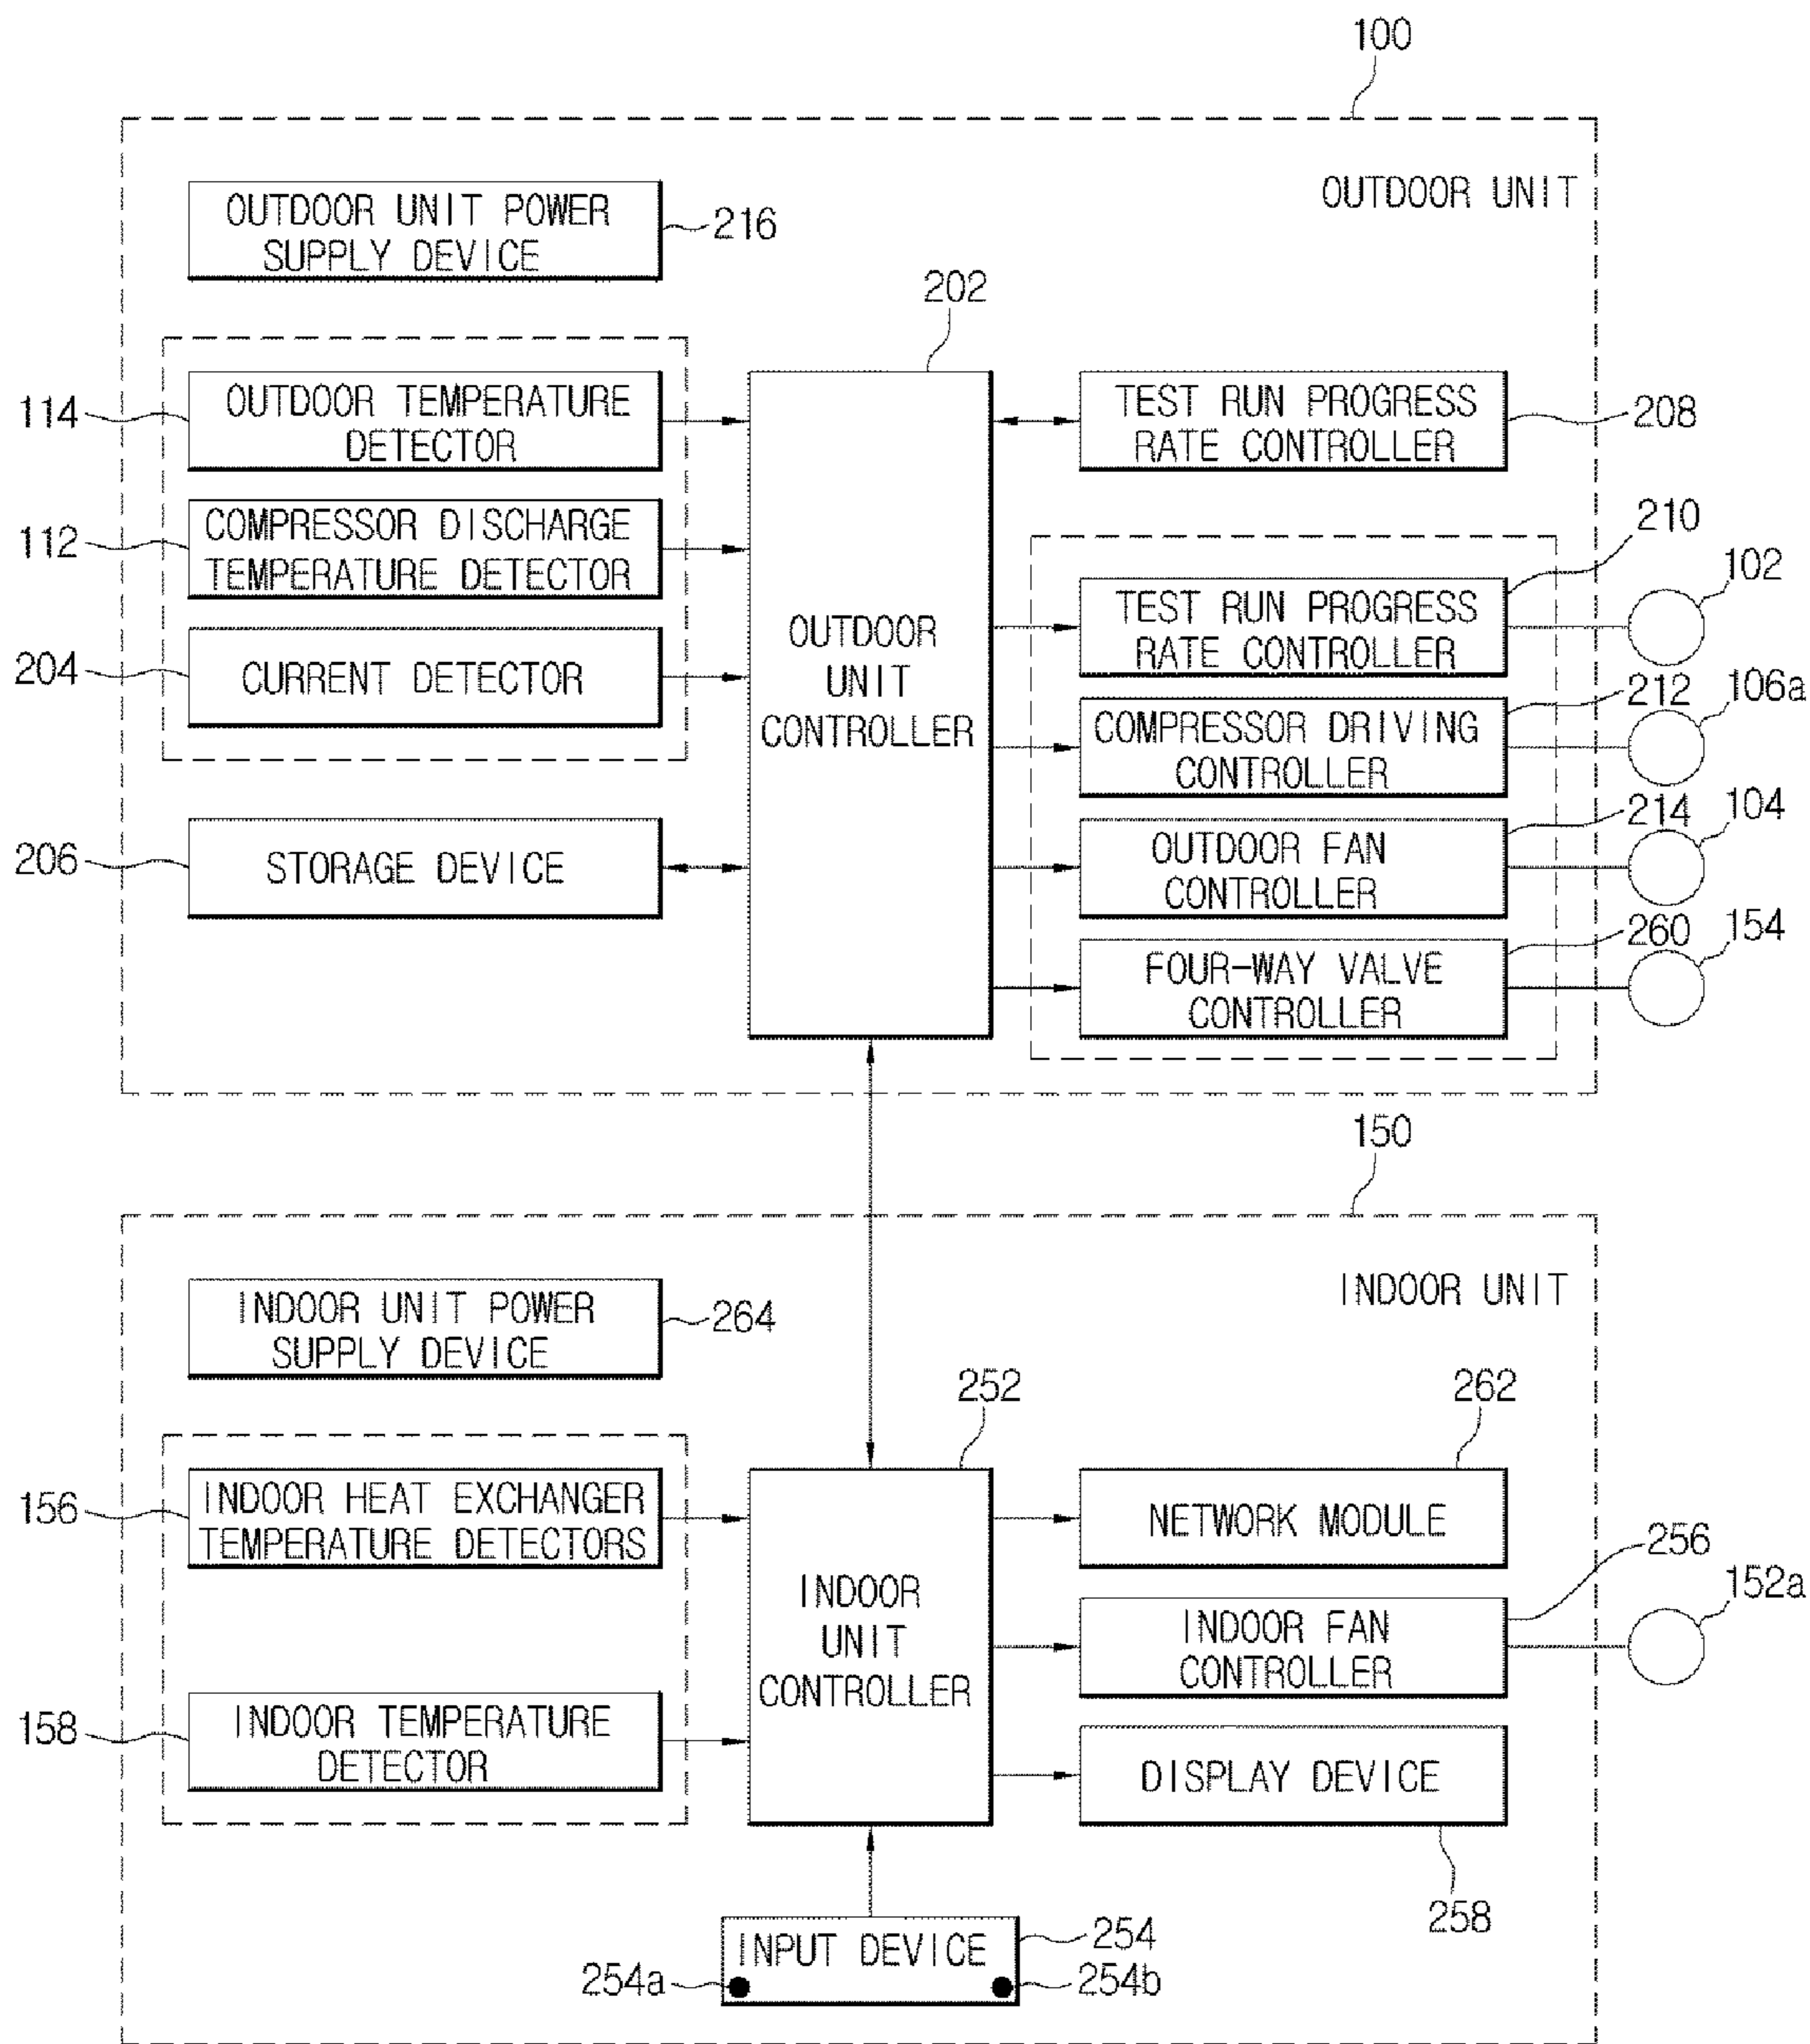 100
OUTDOOR UNIT
OUTDOOR UNIT POWER
SUPPLY DEVICE
216
202
114
OUTDOOR TEMPERATURE
DETECTOR
TEST RUN PROGRESS
RATE CONTROLLER
208
112
COMPRESSOR DISCHARGE
TEMPERATURE DETECTOR
210
102
TEST RUN PROGRESS
RATE CONTROLLER
OUTDOOR
UNIT
CONTROLLER
204
CURRENT DETECTOR
212
106a
COMPRESSOR DRIVING
CONTROLLER
206
STORAGE DEVICE
214
104
OUTDOOR FAN
CONTROLLER
260
154
FOUR-WAY VALVE
CONTROLLER
150
INDOOR UNIT
INDOOR UNIT POWER
SUPPLY DEVICE
264
252
262
156
INDOOR HEAT EXCHANGER
TEMPERATURE DETECTORS
NETWORK MODULE
256
152a
INDOOR
UNIT
CONTROLLER
INDOOR FAN
CONTROLLER
158
INDOOR TEMPERATURE
DETECTOR
DISPLAY DEVICE
258
INPUT DEVICE
254
254a
254b